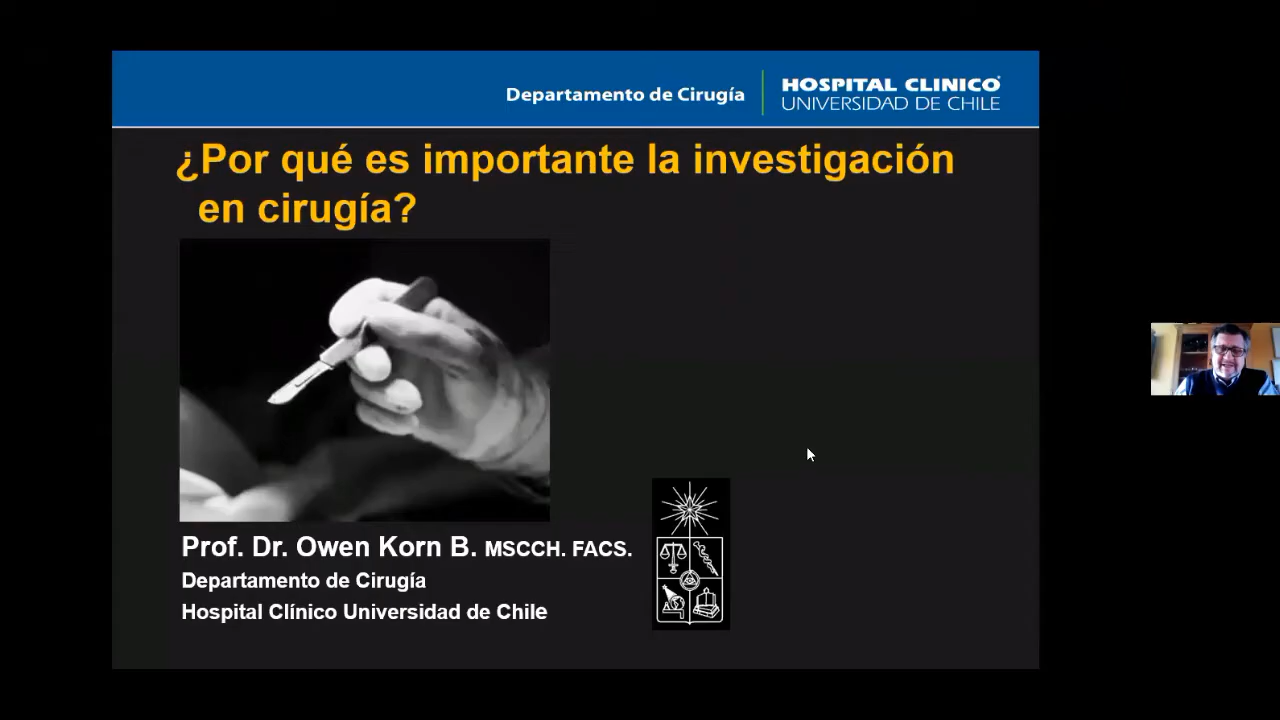 Departamento de Cirugía
HOSPITAL CLINICO
UNIVERSIDAD DE CHILE
¿Por qué es importante la investigación
en cirugía?
Prof. Dr. Owen Korn B. MSCCH. FACS.
Departamento de Cirugía
Hospital Clínico Universidad de Chile